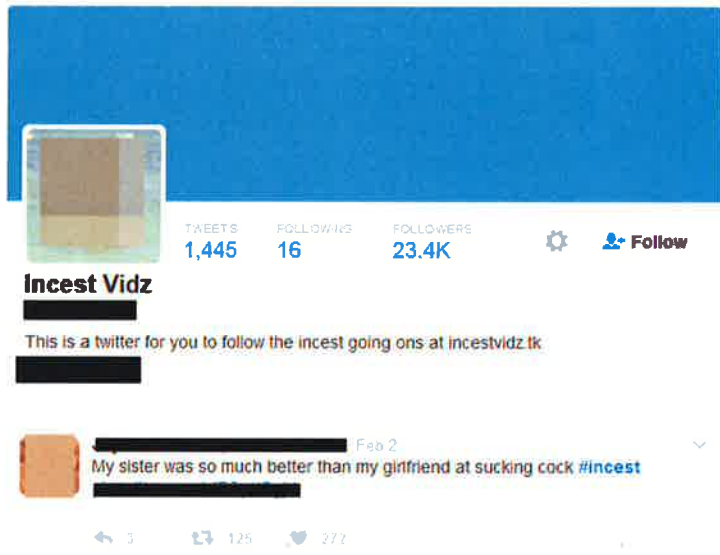 TWEETS FOLLOWING FOLLOWERS
1,445 16 23.4K Follow
Incest Vidz
This is a twitter for you to follow the incest going ons at incestvidz.tk
Feb 2
My sister was so much better than my girlfriend at sucking cock #incest
3 125 272